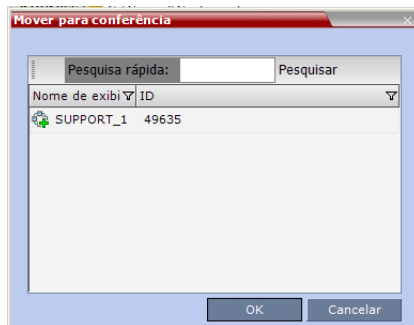 Mover para conferência
Pesquisa rápida: Pesquisar
Nome de exibi ID
SUPPORT_1 49635
OK Cancelar